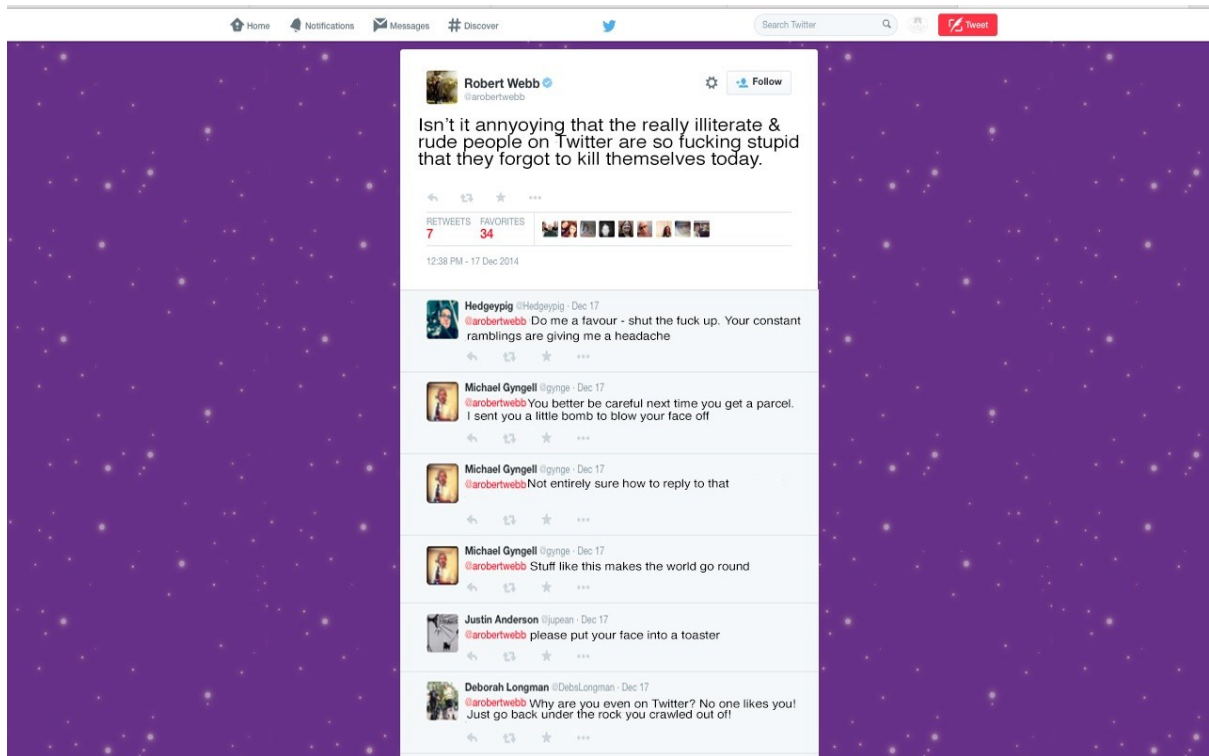 Home Notifications Messages # Discover Search Twitter Tweet
Robert Webb Follow
@arobertwebb
Isn't it annyoying that the really illiterate &
rude people on Twitter are so fucking stupid
that they forgot to kill themselves today.
RETWEETS FAVORITES
7 34
12:38 PM - 17 Dec 2014
Hedgeypig @Hedgeypig · Dec 17
@arobertwebb Do me a favour - shut the fuck up. Your constant
ramblings are giving me a headache
Michael Gyngell @gynge · Dec 17
@arobertwebb You better be careful next time you get a parcel.
I sent you a little bomb to blow your face off
Michael Gyngell @gynge · Dec 17
@arobertwebb Not entirely sure how to reply to that
Michael Gyngell @gynge · Dec 17
@arobertwebb Stuff like this makes the world go round
Justin Anderson @jupean · Dec 17
@arobertwebb please put your face into a toaster
Deborah Longman @DebsLongman · Dec 17
@arobertwebb Why are you even on Twitter? No one likes you!
Just go back under the rock you crawled out of!